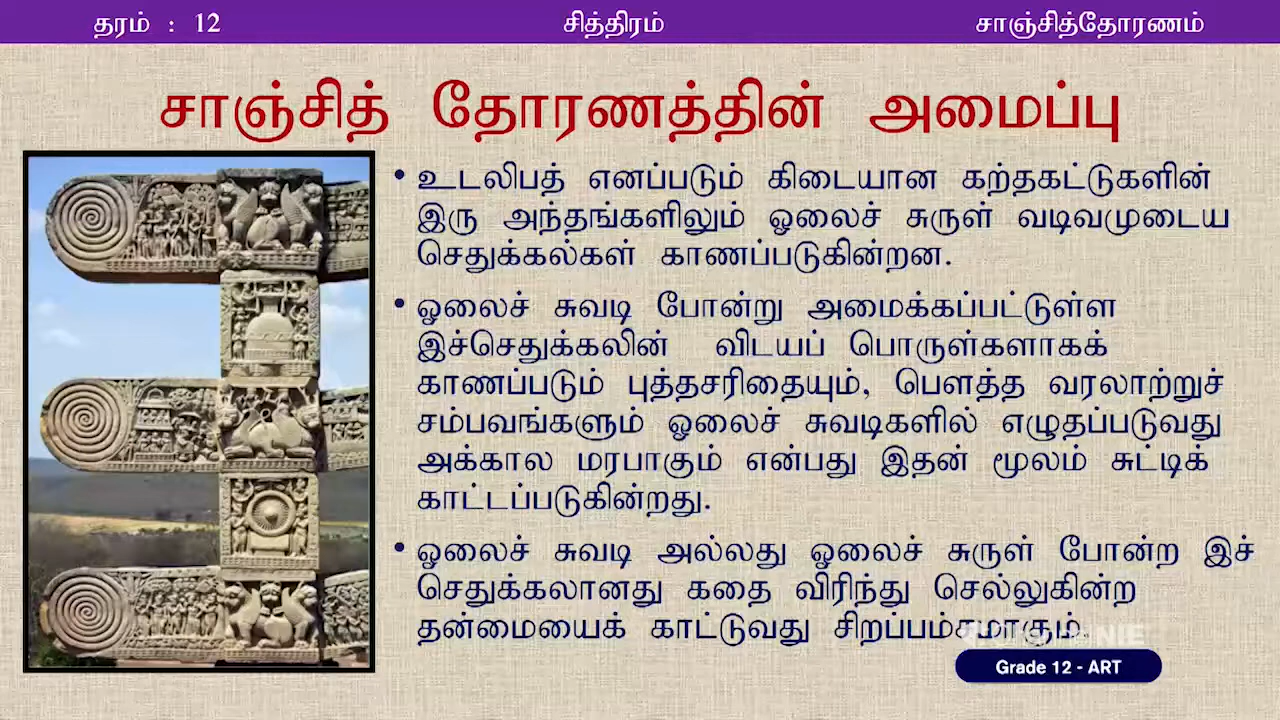 தரம் : 12
சித்திரம்
சாஞ்சித்தோரணம்
சாஞ்சித் தோரணத்தின் அமைப்பு
• உடலிபத் எனப்படும் கிடையான கற்தகட்டுகளின்
இரு அந்தங்களிலும் ஓலைச் சுருள் வடிவமுடைய
செதுக்கல்கள் காணப்படுகின்றன.
• ஓலைச் சுவடி போன்று அமைக்கப்பட்டுள்ள
இச்செதுக்கலின் விடயப் பொருள்களாகக்
காணப்படும் புத்தசரிதையும், பௌத்த வரலாற்றுச்
சம்பவங்களும் ஓலைச் சுவடிகளில் எழுதப்படுவது
அக்கால மரபாகும் என்பது இதன் மூலம் சுட்டிக்
காட்டப்படுகின்றது.
• ஓலைச் சுவடி அல்லது ஓலைச் சுருள் போன்ற இச்
செதுக்கலானது கதை விரிந்து செல்லுகின்ற
தன்மையைக் காட்டுவது சிறப்பம்சமாகும்.
NIE
Grade 12 - ART